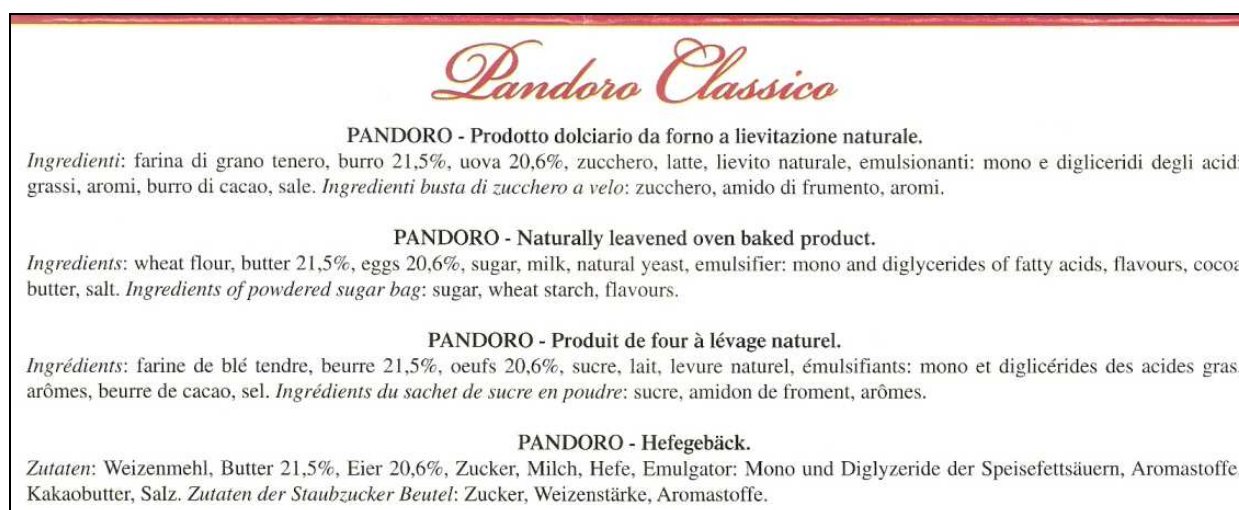 Pandoro Classico
PANDORO - Prodotto dolciario da forno a lievitazione naturale.
Ingredienti: farina di grano tenero, burro 21,5%, uova 20,6%, zucchero, latte, lievito naturale, emulsionanti: mono e digliceridi degli acidi
grassi, aromi, burro di cacao, sale. Ingredienti busta di zucchero a velo: zucchero, amido di frumento, aromi.
PANDORO - Naturally leavened oven baked product.
Ingredients: wheat flour, butter 21,5%, eggs 20,6%, sugar, milk, natural yeast, emulsifier: mono and diglycerides of fatty acids, flavours, cocoa
butter, salt. Ingredients of powdered sugar bag: sugar, wheat starch, flavours.
PANDORO - Produit de four à lévage naturel.
Ingrédients: farine de blé tendre, beurre 21,5%, oeufs 20,6%, sucre, lait, levure naturel, émulsifiants: mono et diglicérides des acides gras,
arômes, beurre de cacao, sel. Ingrédients du sachet de sucre en poudre: sucre, amidon de froment, arômes.
PANDORO - Hefegebäck.
Zutaten: Weizenmehl, Butter 21,5%, Eier 20,6%, Zucker, Milch, Hefe, Emulgator: Mono und Diglyzeride der Speisefettsäuern, Aromastoffe,
Kakaobutter, Salz. Zutaten der Staubzucker Beutel: Zucker, Weizenstärke, Aromastoffe.